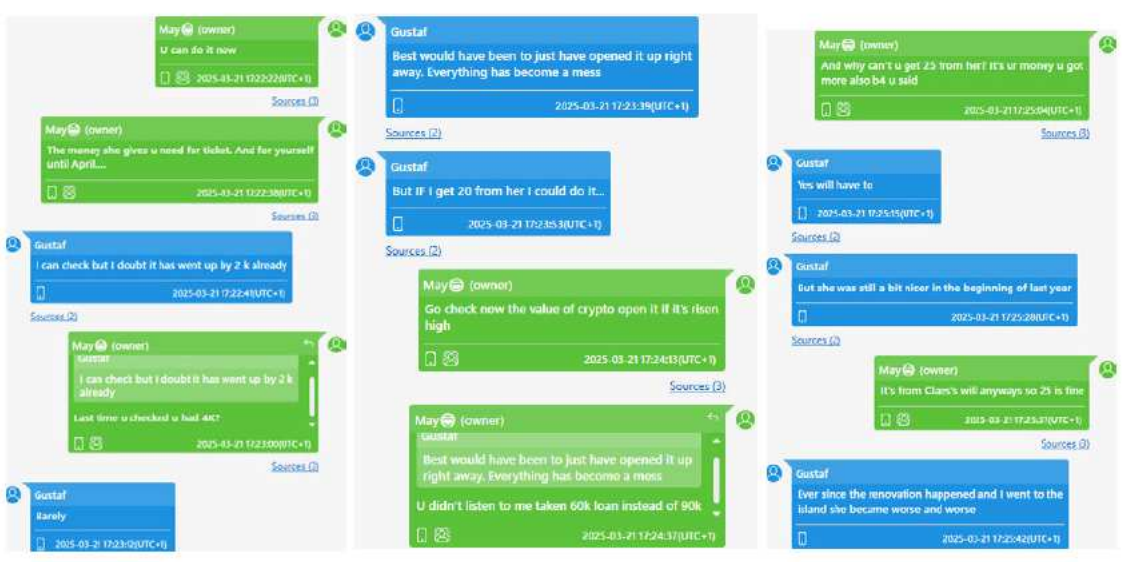 May😁 (owner)
U can do it now
2025-03-21 17:22:22(UTC+1)
Sources (3)
May😁 (owner)
The money she gives u need for ticket. And for yourself
until April....
2025-03-21 17:22:38(UTC+1)
Sources (3)
Gustaf
I can check but I doubt it has went up by 2 k already
2025-03-21 17:22:41(UTC+1)
Sources (2)
May😁 (owner)
Gustaf
I can check but I doubt it has went up by 2 k
already
Last time u checked u had 4K?
2025-03-21 17:23:00(UTC+1)
Sources (3)
Gustaf
Barely
2025-03-21 17:23:12(UTC+1)
Gustaf
Best would have been to just have opened it up right
away. Everything has become a mess
2025-03-21 17:23:39(UTC+1)
Sources (2)
Gustaf
But IF I get 20 from her I could do it...
2025-03-21 17:23:53(UTC+1)
Sources (2)
May😁 (owner)
Go check now the value of crypto open it if it's risen
high
2025-03-21 17:24:13(UTC+1)
Sources (3)
May😁 (owner)
Gustaf
Best would have been to just have opened it up
right away. Everything has become a mess
U didn't listen to me taken 60k loan instead of 90k
2025-03-21 17:24:37(UTC+1)
May😁 (owner)
And why can't u get 25 from her? It's ur money u got
more also b4 u said
2025-03-21 17:25:04(UTC+1)
Sources (3)
Gustaf
Yes will have to
2025-03-21 17:25:15(UTC+1)
Sources (2)
Gustaf
But she was still a bit nicer in the beginning of last year
2025-03-21 17:25:28(UTC+1)
Sources (2)
May😁 (owner)
It's from Claes's will anyways so 25 is fine
2025-03-21 17:25:37(UTC+1)
Sources (3)
Gustaf
Ever since the renovation happened and I went to the
island she became worse and worse
2025-03-21 17:25:42(UTC+1)